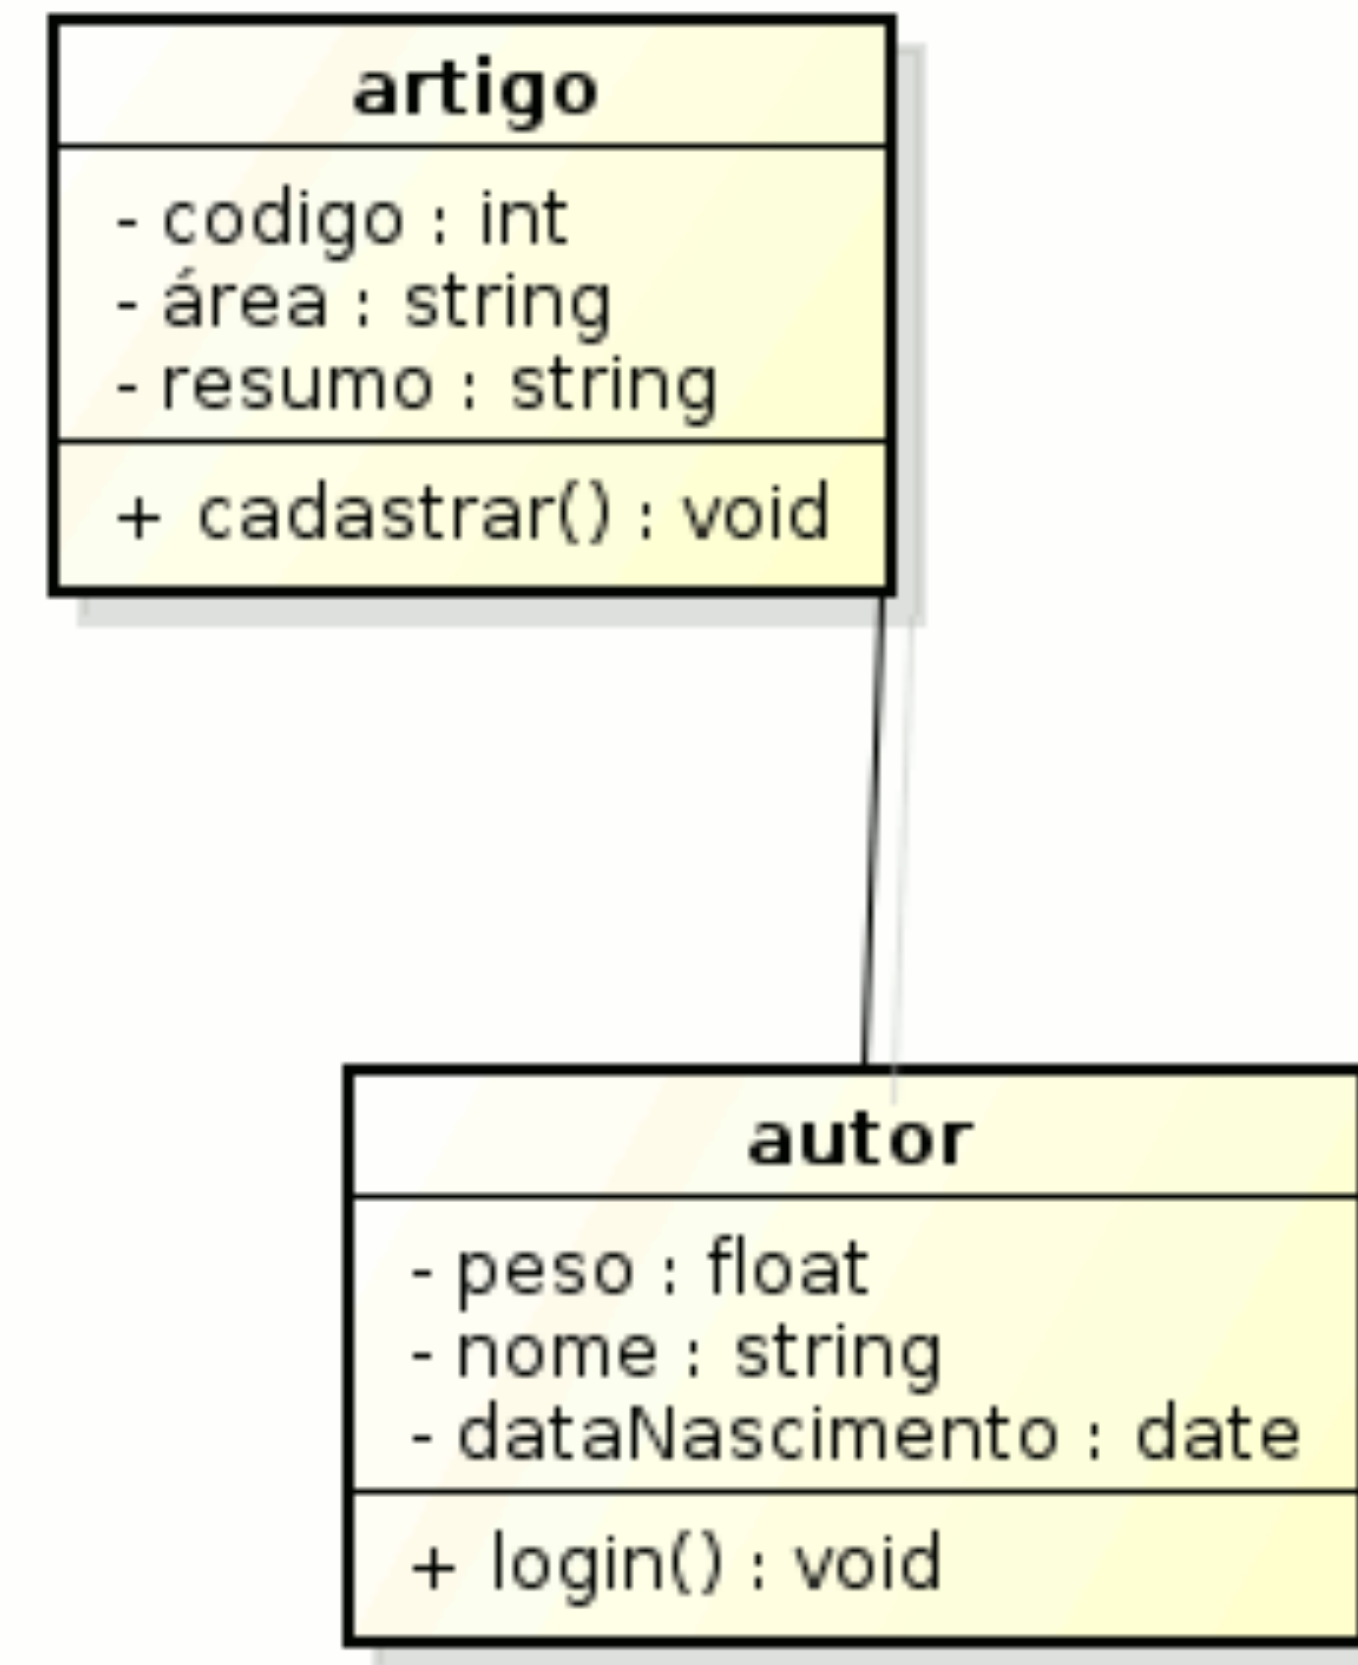 artigo
- codigo : int
- área : string
- resumo : string
+ cadastrar() : void
autor
- peso : float
- nome : string
- dataNascimento : date
+ login() : void